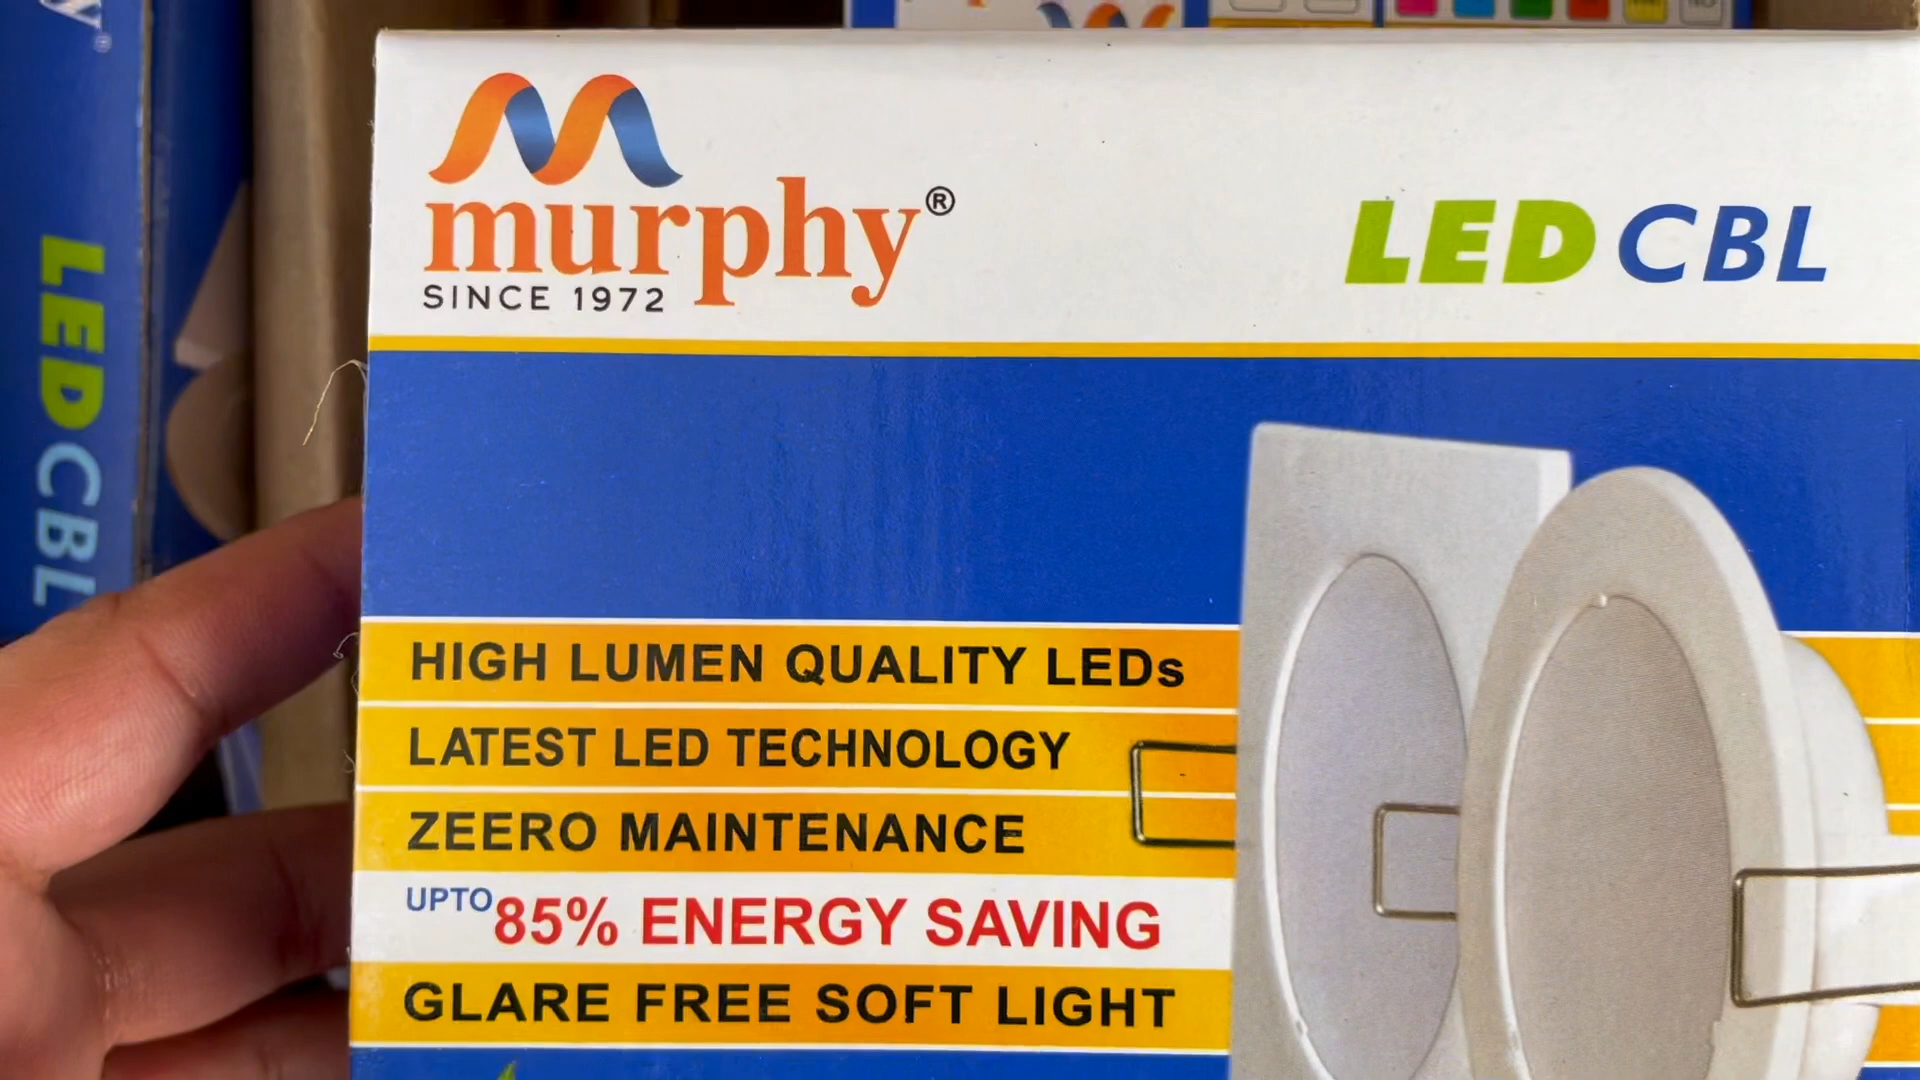 murphy®
SINCE 1972
LED CBL
HIGH LUMEN QUALITY LEDs
LATEST LED TECHNOLOGY
ZEERO MAINTENANCE
UPTO 85% ENERGY SAVING
GLARE FREE SOFT LIGHT
LED CBL